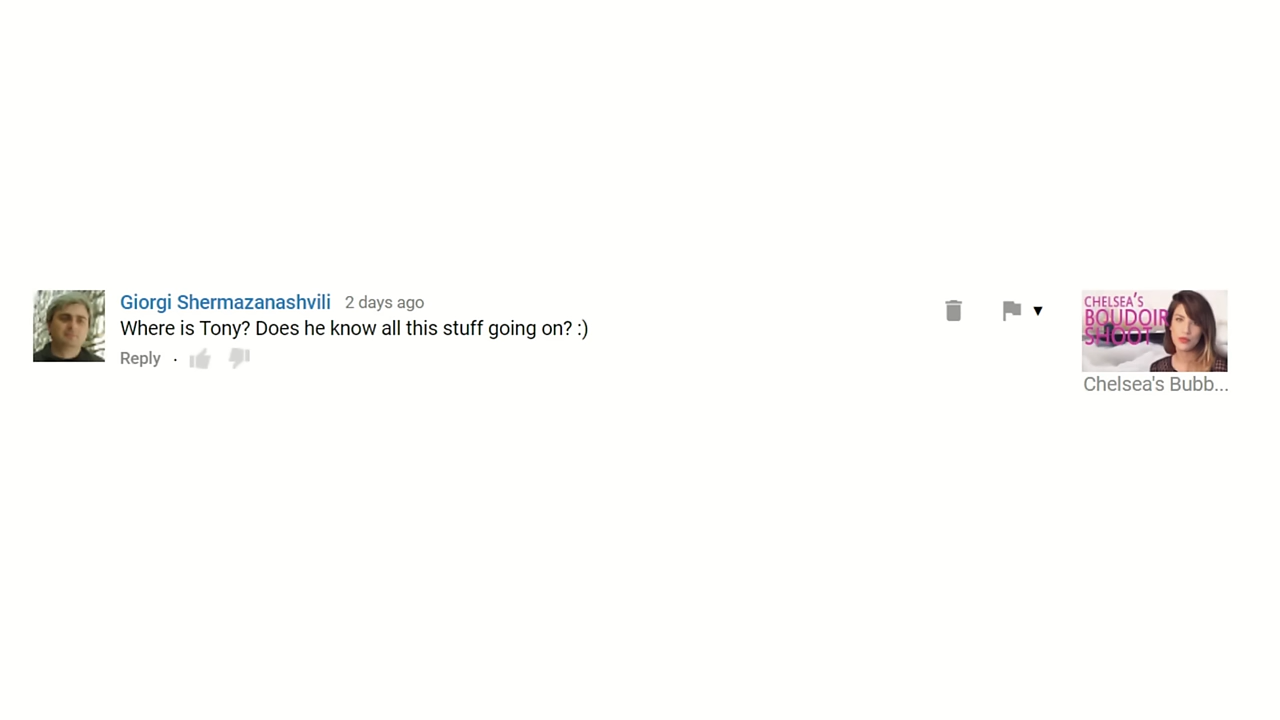 Giorgi Shermazanashvili 2 days ago
Where is Tony? Does he know all this stuff going on? :)
Reply ·
CHELSEA'S
BOUDOIR
SHOOT
Chelsea's Bubb...